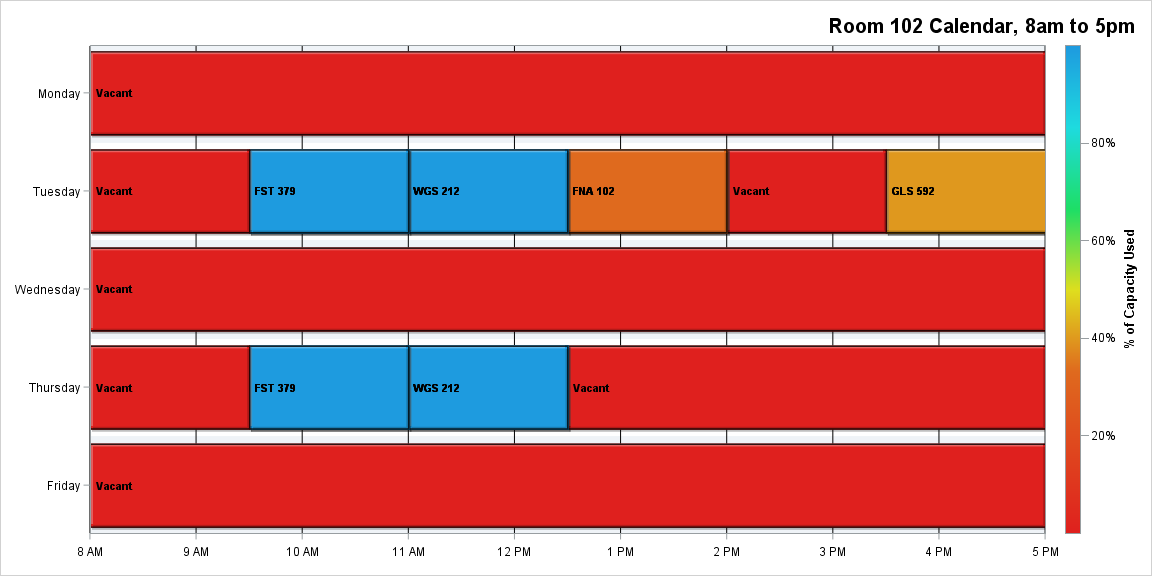 Room 102 Calendar, 8am to 5pm
Monday
Vacant
Tuesday
Vacant
FST 379
WGS 212
FNA 102
Vacant
GLS 592
Wednesday
Vacant
Thursday
Vacant
FST 379
WGS 212
Vacant
Friday
Vacant
8 AM
9 AM
10 AM
11 AM
12 PM
1 PM
2 PM
3 PM
4 PM
5 PM
80%
60%
40%
20%
% of Capacity Used